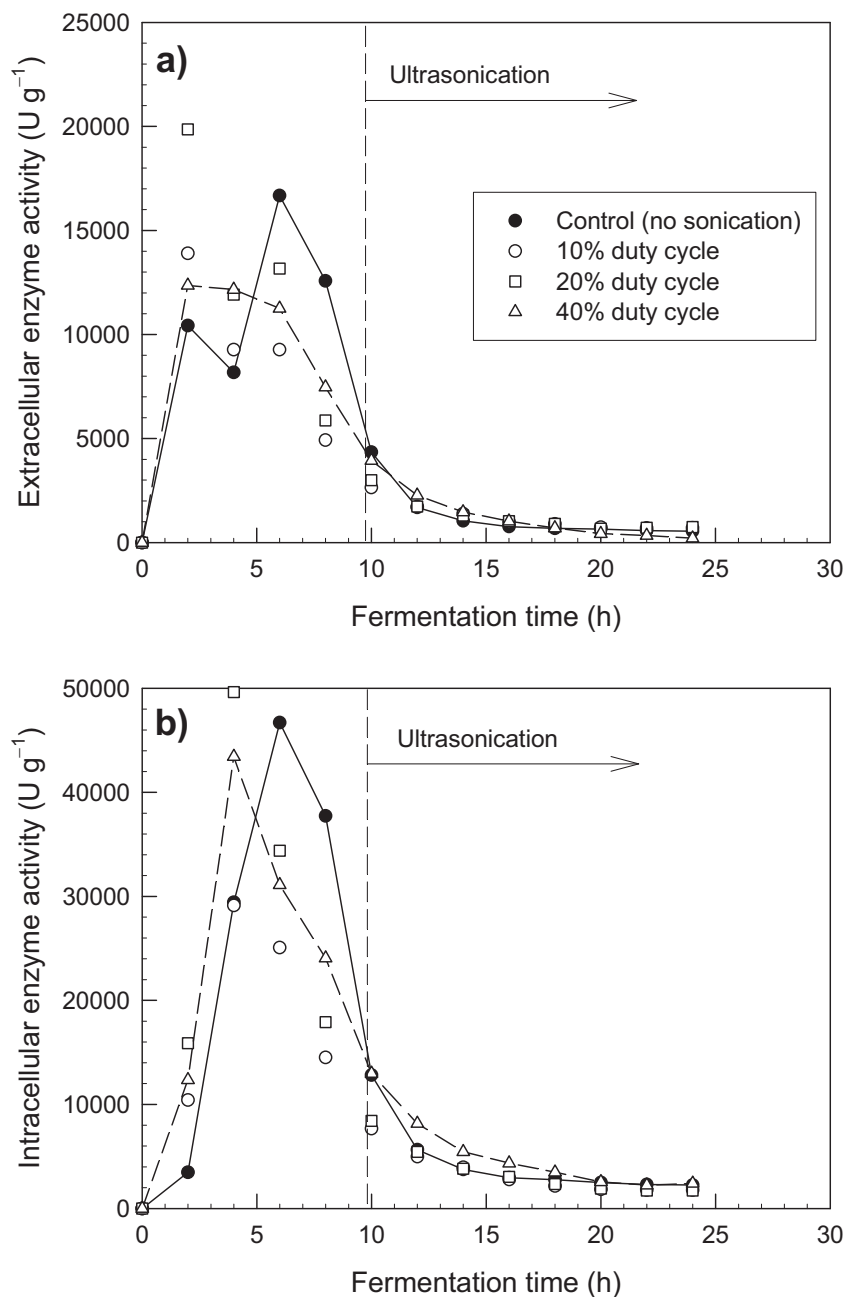 a)
Ultrasonication
Extracellular enzyme activity (U g⁻¹)
25000
20000
15000
10000
5000
0
Control (no sonication)
10% duty cycle
20% duty cycle
40% duty cycle
0 5 10 15 20 25 30
Fermentation time (h)
b)
Ultrasonication
Intracellular enzyme activity (U g⁻¹)
50000
40000
30000
20000
10000
0
0 5 10 15 20 25 30
Fermentation time (h)